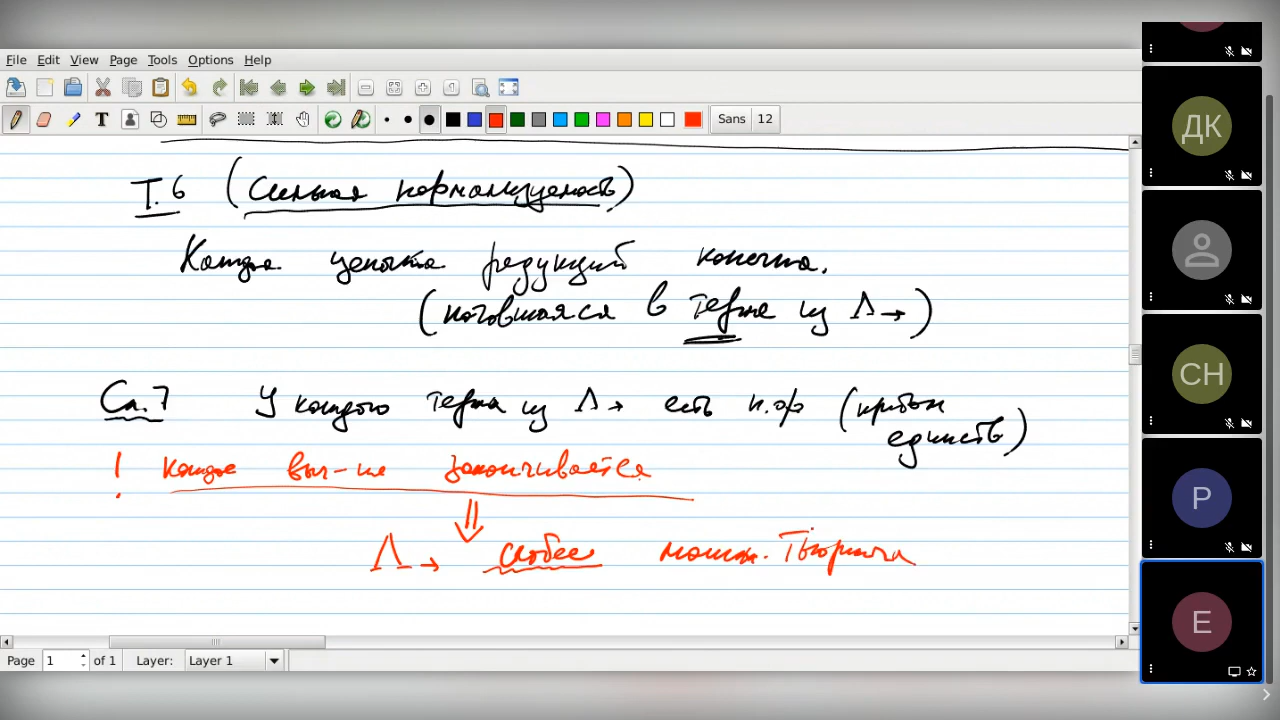 File Edit View Page Tools Options Help
Sans 12
Т.6 (Сильная нормализуемость)
Каждая цепочка редукций конечна.
(начавшаяся в терме из Λ→)
Сл.7 У каждого терма из Λ→ есть н.ф (притом
единств)
! каждое выч-ие заканчивается
⇓
Λ→ слабее машин. Тьюринга
Page 1 of 1 Layer: Layer 1
ДК
СН
Р
Е